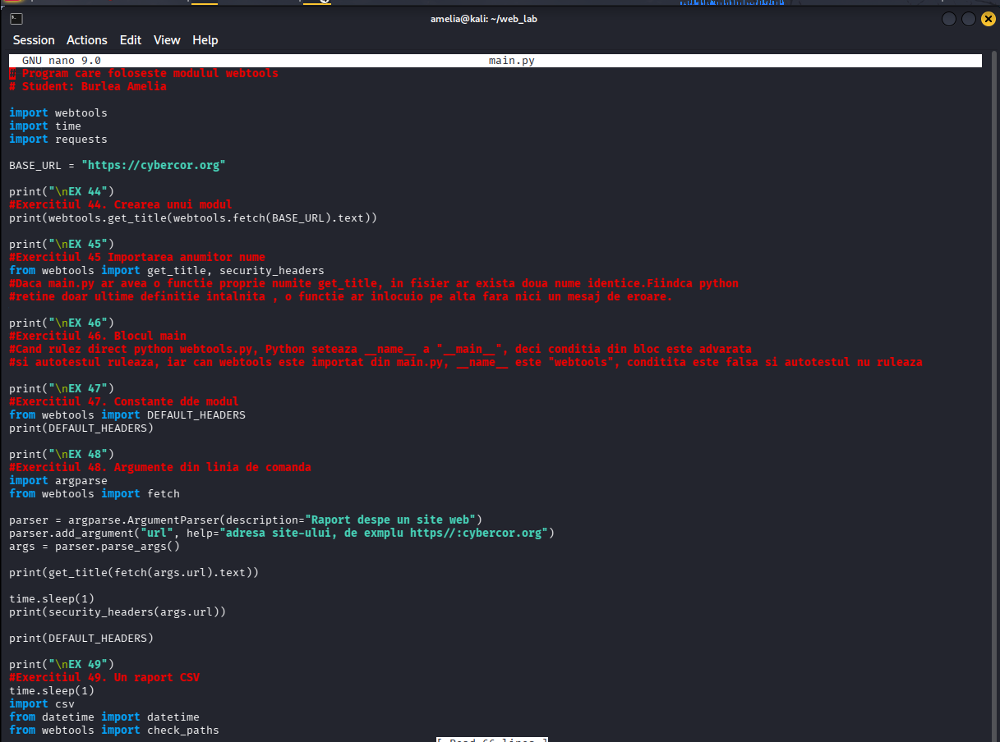 amelia@kali: ~/web_lab
Session Actions Edit View Help
GNU nano 9.0 main.py
# Program care foloseste modulul webtools
# Student: Burlea Amelia
import webtools
import time
import requests
BASE_URL = "https://cybercor.org"
print("\nEX 44")
#Exercitiul 44. Crearea unui modul
print(webtools.get_title(webtools.fetch(BASE_URL).text))
print("\nEX 45")
#Exercitiul 45 Importarea anumitor nume
from webtools import get_title, security_headers
#Daca main.py ar avea o functie proprie numite get_title, in fisier ar exista doua nume identice.Fiindca python
#retine doar ultime definitie intalnita , o functie ar inlocuio pe alta fara nici un mesaj de eroare.
print("\nEX 46")
#Exercitiul 46. Blocul main
#Cand rulez direct python webtools.py, Python seteaza __name__ a "__main__", deci conditia din bloc este advarata
#si autotestul ruleaza, iar can webtools este importat din main.py, __name__ este "webtools", conditita este falsa si autotestul nu ruleaza
print("\nEX 47")
#Exercitiul 47. Constante dde modul
from webtools import DEFAULT_HEADERS
print(DEFAULT_HEADERS)
print("\nEX 48")
#Exercitiul 48. Argumente din linia de comanda
import argparse
from webtools import fetch
parser = argparse.ArgumentParser(description="Raport despe un site web")
parser.add_argument("url", help="adresa site-ului, de exmplu https//:cybercor.org")
args = parser.parse_args()
print(get_title(fetch(args.url).text))
time.sleep(1)
print(security_headers(args.url))
print(DEFAULT_HEADERS)
print("\nEX 49")
#Exercitiul 49. Un raport CSV
time.sleep(1)
import csv
from datetime import datetime
from webtools import check_paths